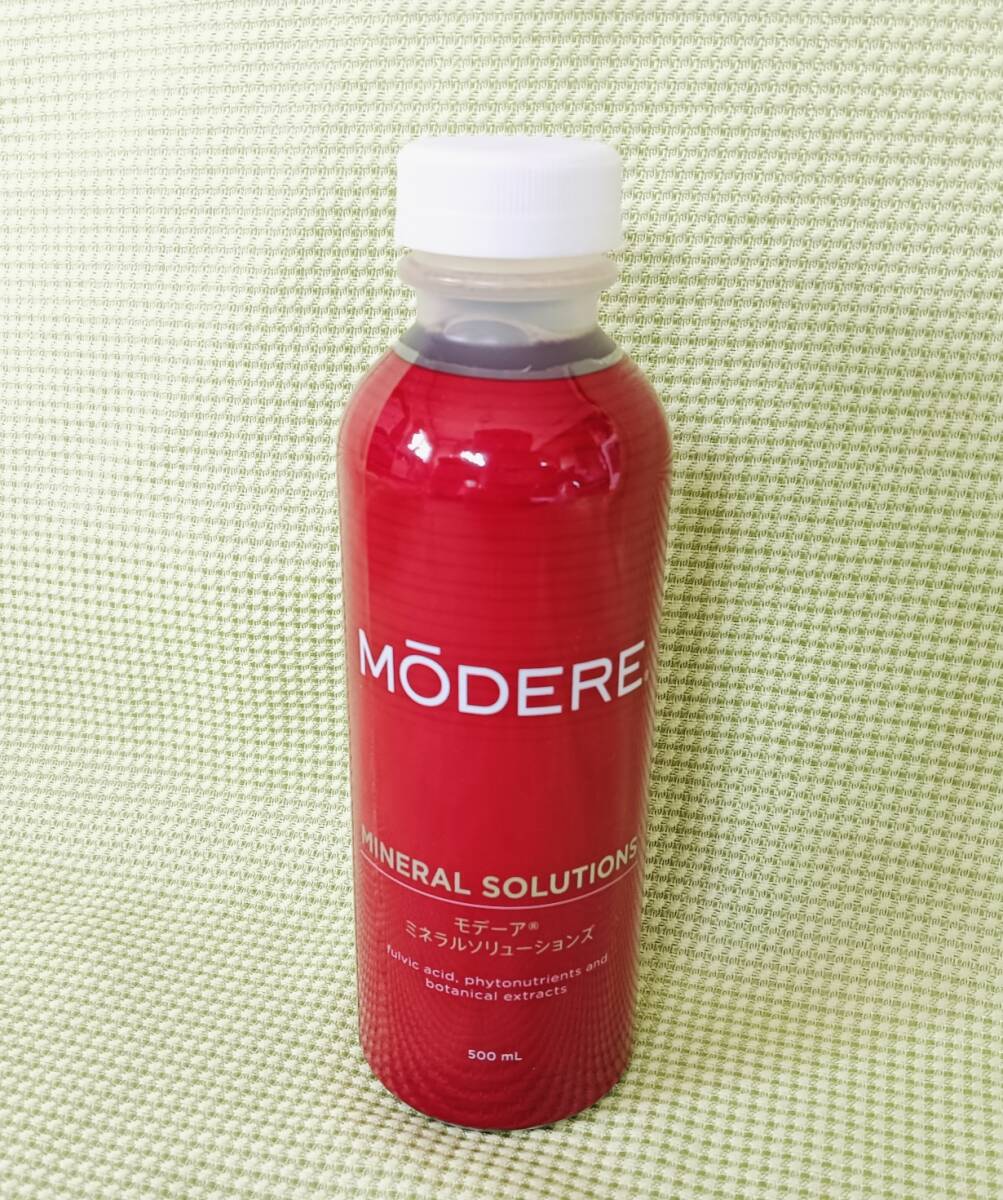 MŌDERE.
MINERAL SOLUTIONS
モデーア®
ミネラルソリューションズ
fulvic acid, phytonutrients and
botanical extracts
500 mL